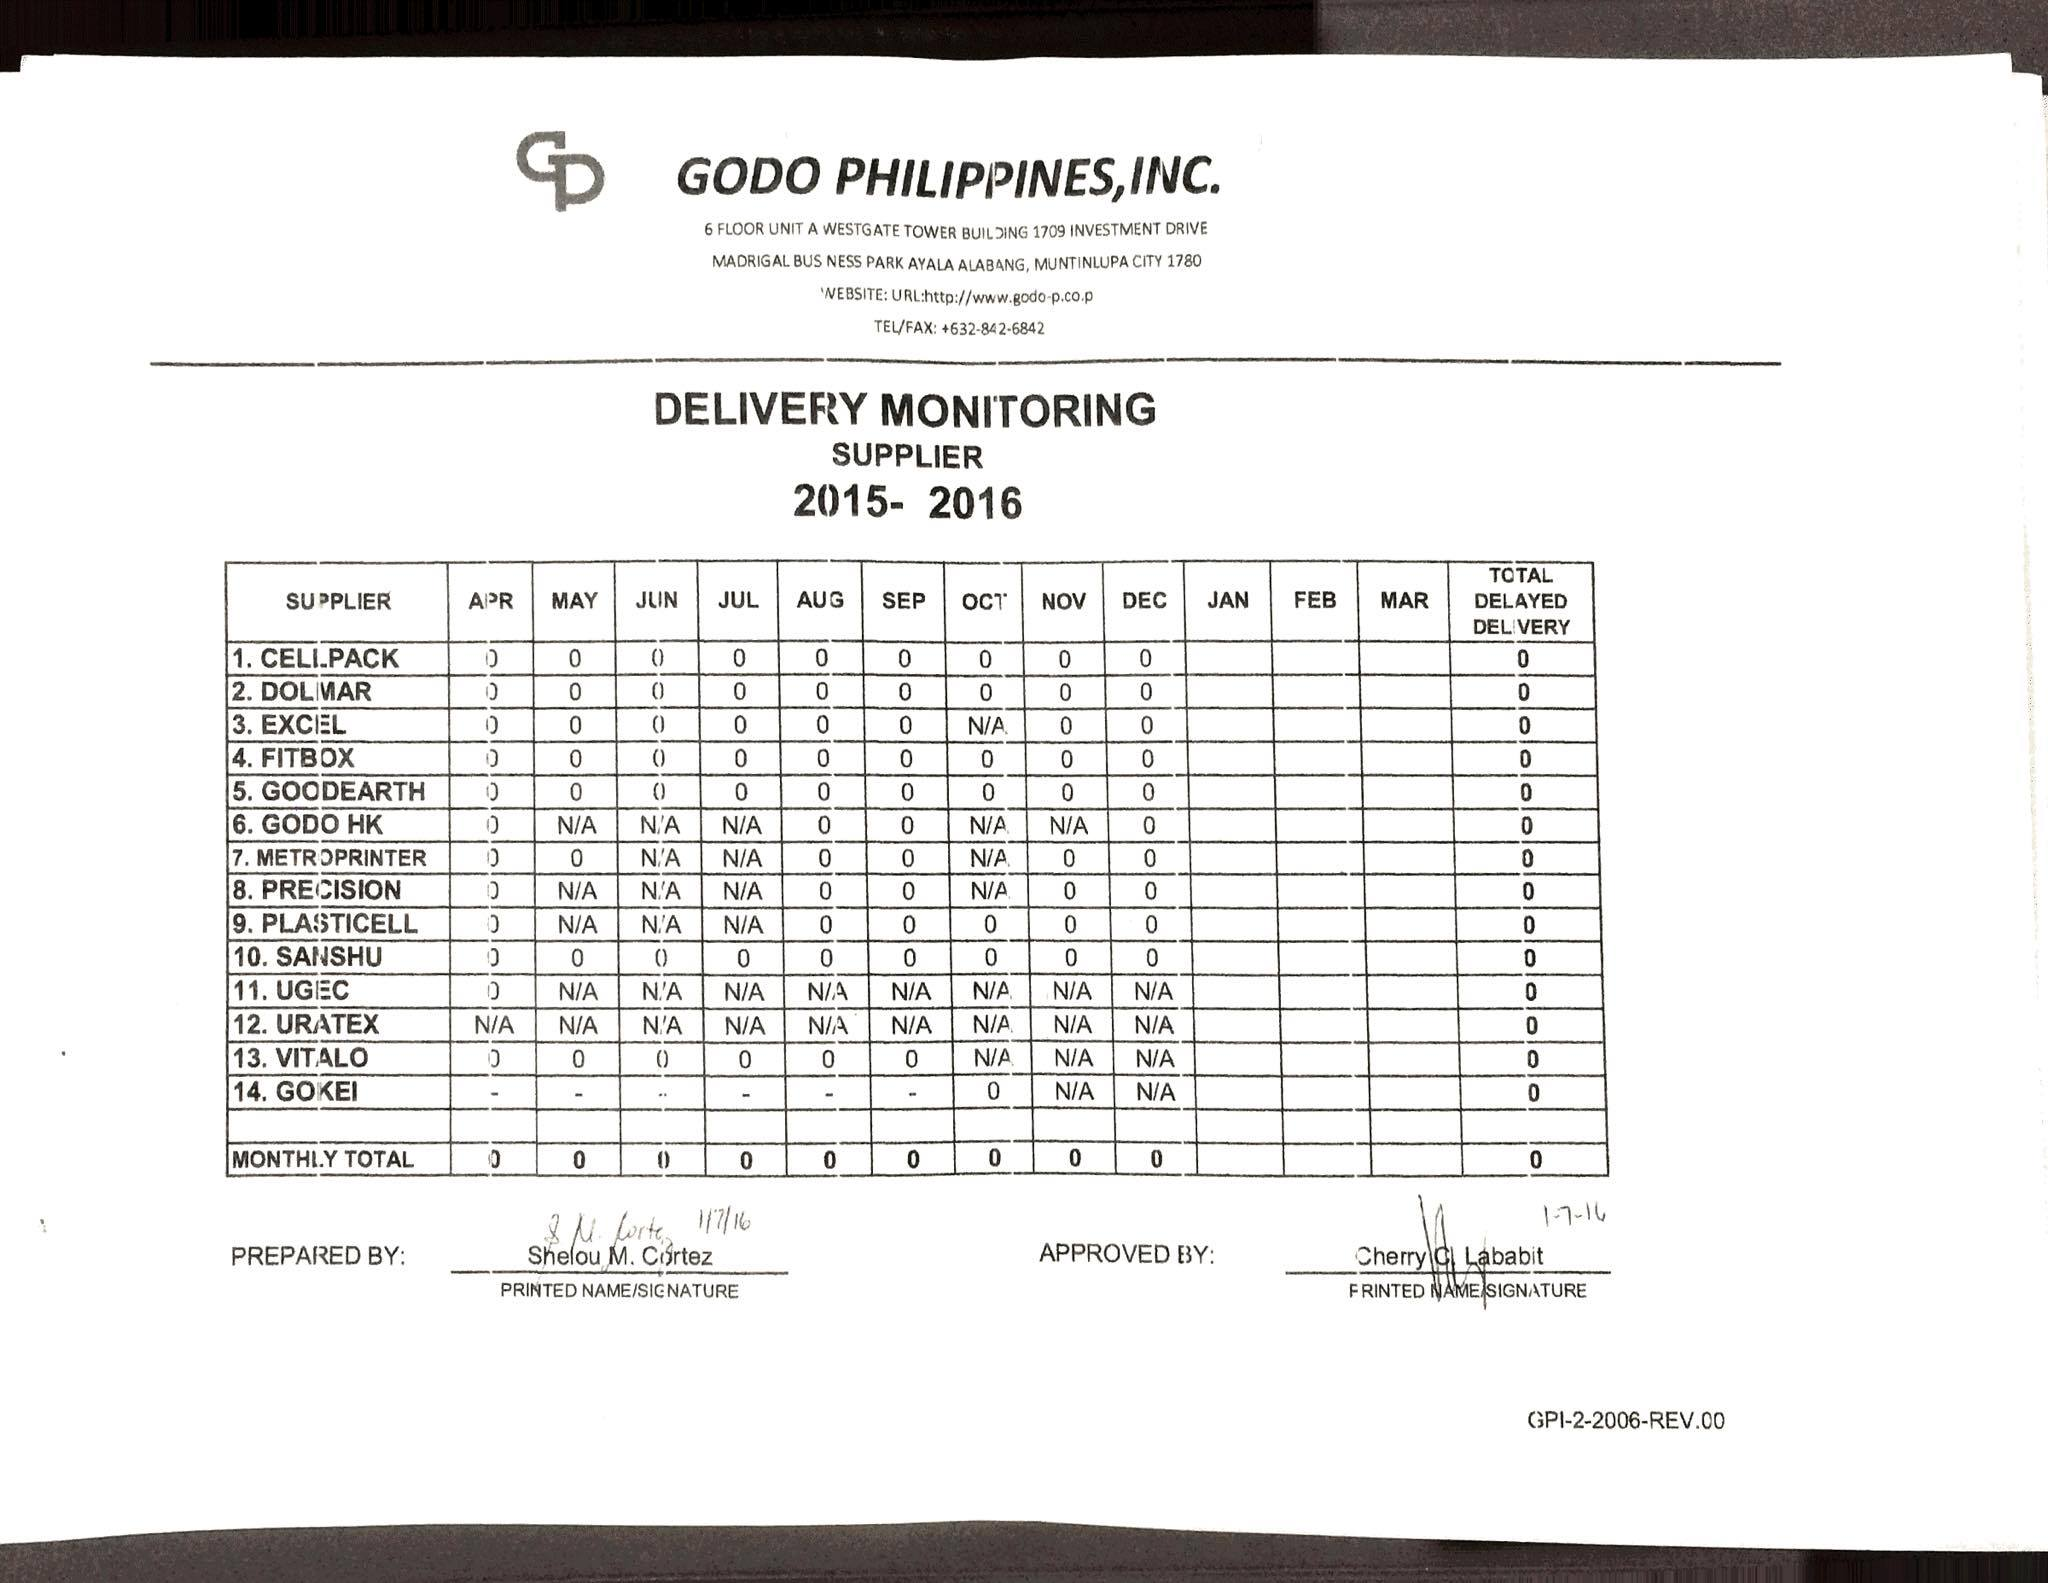 GP
GODO PHILIPPINES,INC.
6 FLOOR UNIT A WESTGATE TOWER BUILDING 1709 INVESTMENT DRIVE
MADRIGAL BUS NESS PARK AYALA ALABANG, MUNTINLUPA CITY 1780
WEBSITE: URL:http://www.godo-p.co.p
TEL/FAX: +632-842-6842
DELIVERY MONITORING
SUPPLIER
2015- 2016
SUPPLIER APR MAY JUN JUL AUG SEP OCT NOV DEC JAN FEB MAR TOTAL DELAYED DELIVERY
1. CELLPACK 0 0 0 0 0 0 0 0 0 0
2. DOLMAR 0 0 0 0 0 0 0 0 0 0
3. EXCEL 0 0 0 0 0 0 N/A 0 0 0
4. FITBOX 0 0 0 0 0 0 0 0 0 0
5. GOODEARTH 0 0 0 0 0 0 0 0 0 0
6. GODO HK 0 N/A N/A N/A 0 0 N/A N/A 0 0
7. METROPRINTER 0 0 N/A N/A 0 0 N/A 0 0 0
8. PRECISION 0 N/A N/A N/A 0 0 N/A 0 0 0
9. PLASTICELL 0 N/A N/A N/A 0 0 0 0 0 0
10. SANSHU 0 0 0 0 0 0 0 0 0 0
11. UGEC 0 N/A N/A N/A N/A N/A N/A N/A N/A 0
12. URATEX N/A N/A N/A N/A N/A N/A N/A N/A N/A 0
13. VITALO 0 0 0 0 0 0 N/A N/A N/A 0
14. GOKEI - - - - - - 0 N/A N/A 0
MONTHLY TOTAL 0 0 0 0 0 0 0 0 0 0
S M. Cortez 1/7/16
1-7-16
PREPARED BY: Shelou M. Cortez APPROVED BY: Cherry C. Lababit
PRINTED NAME/SIGNATURE PRINTED NAME/SIGNATURE
GPI-2-2006-REV.00